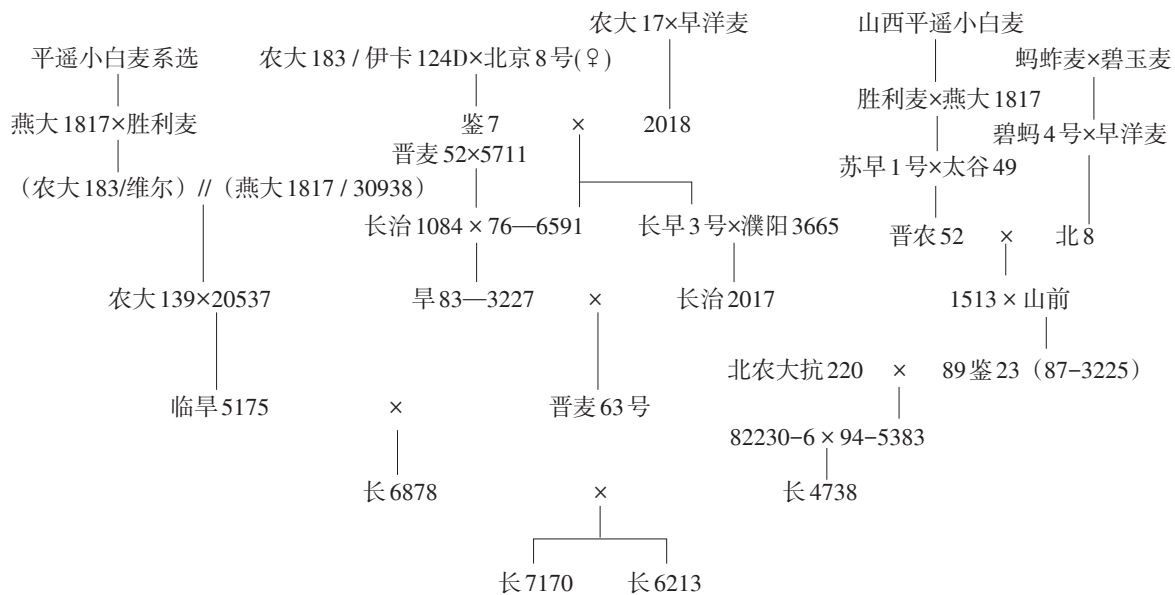 农大17×早洋麦
山西平遥小白麦
平遥小白麦系选
农大183 / 伊卡124D×北京8号(♀)
蚂蚱麦×碧玉麦
胜利麦×燕大1817
燕大1817×胜利麦
鉴7 × 2018
碧蚂4号×早洋麦
晋麦52×5711
苏早1号×太谷49
(农大183/维尔) // (燕大1817 / 30938)
长治1084 × 76—6591
长早3号×濮阳3665
晋农52 × 北8
农大139×20537
旱83—3227 × 长治2017
1513 × 山前
北农大抗220 × 89鉴23 (87-3225)
临旱5175 × 晋麦63号
82230-6 × 94-5383
长6878 × 长4738
长7170 长6213